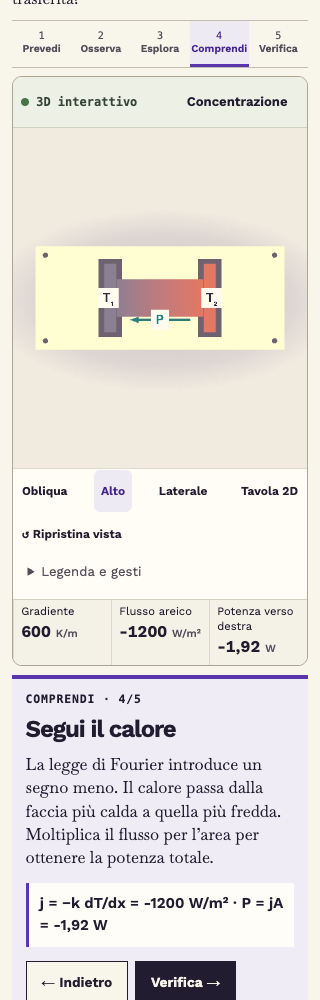 trasferita?
1
Prevedi
2
Osserva
3
Esplora
4
Comprendi
5
Verifica
3D interattivo
Concentrazione
T₁
T₂
P
Obliqua
Alto
Laterale
Tavola 2D
↺ Ripristina vista
▶ Legenda e gesti
Gradiente
600 K/m
Flusso areico
-1200 W/m²
Potenza verso
destra
-1,92 W
COMPRENDI · 4/5
Segui il calore
La legge di Fourier introduce un
segno meno. Il calore passa dalla
faccia più calda a quella più fredda.
Moltiplica il flusso per l’area per
ottenere la potenza totale.
j = −k dT/dx = -1200 W/m² · P = jA
= -1,92 W
← Indietro
Verifica →